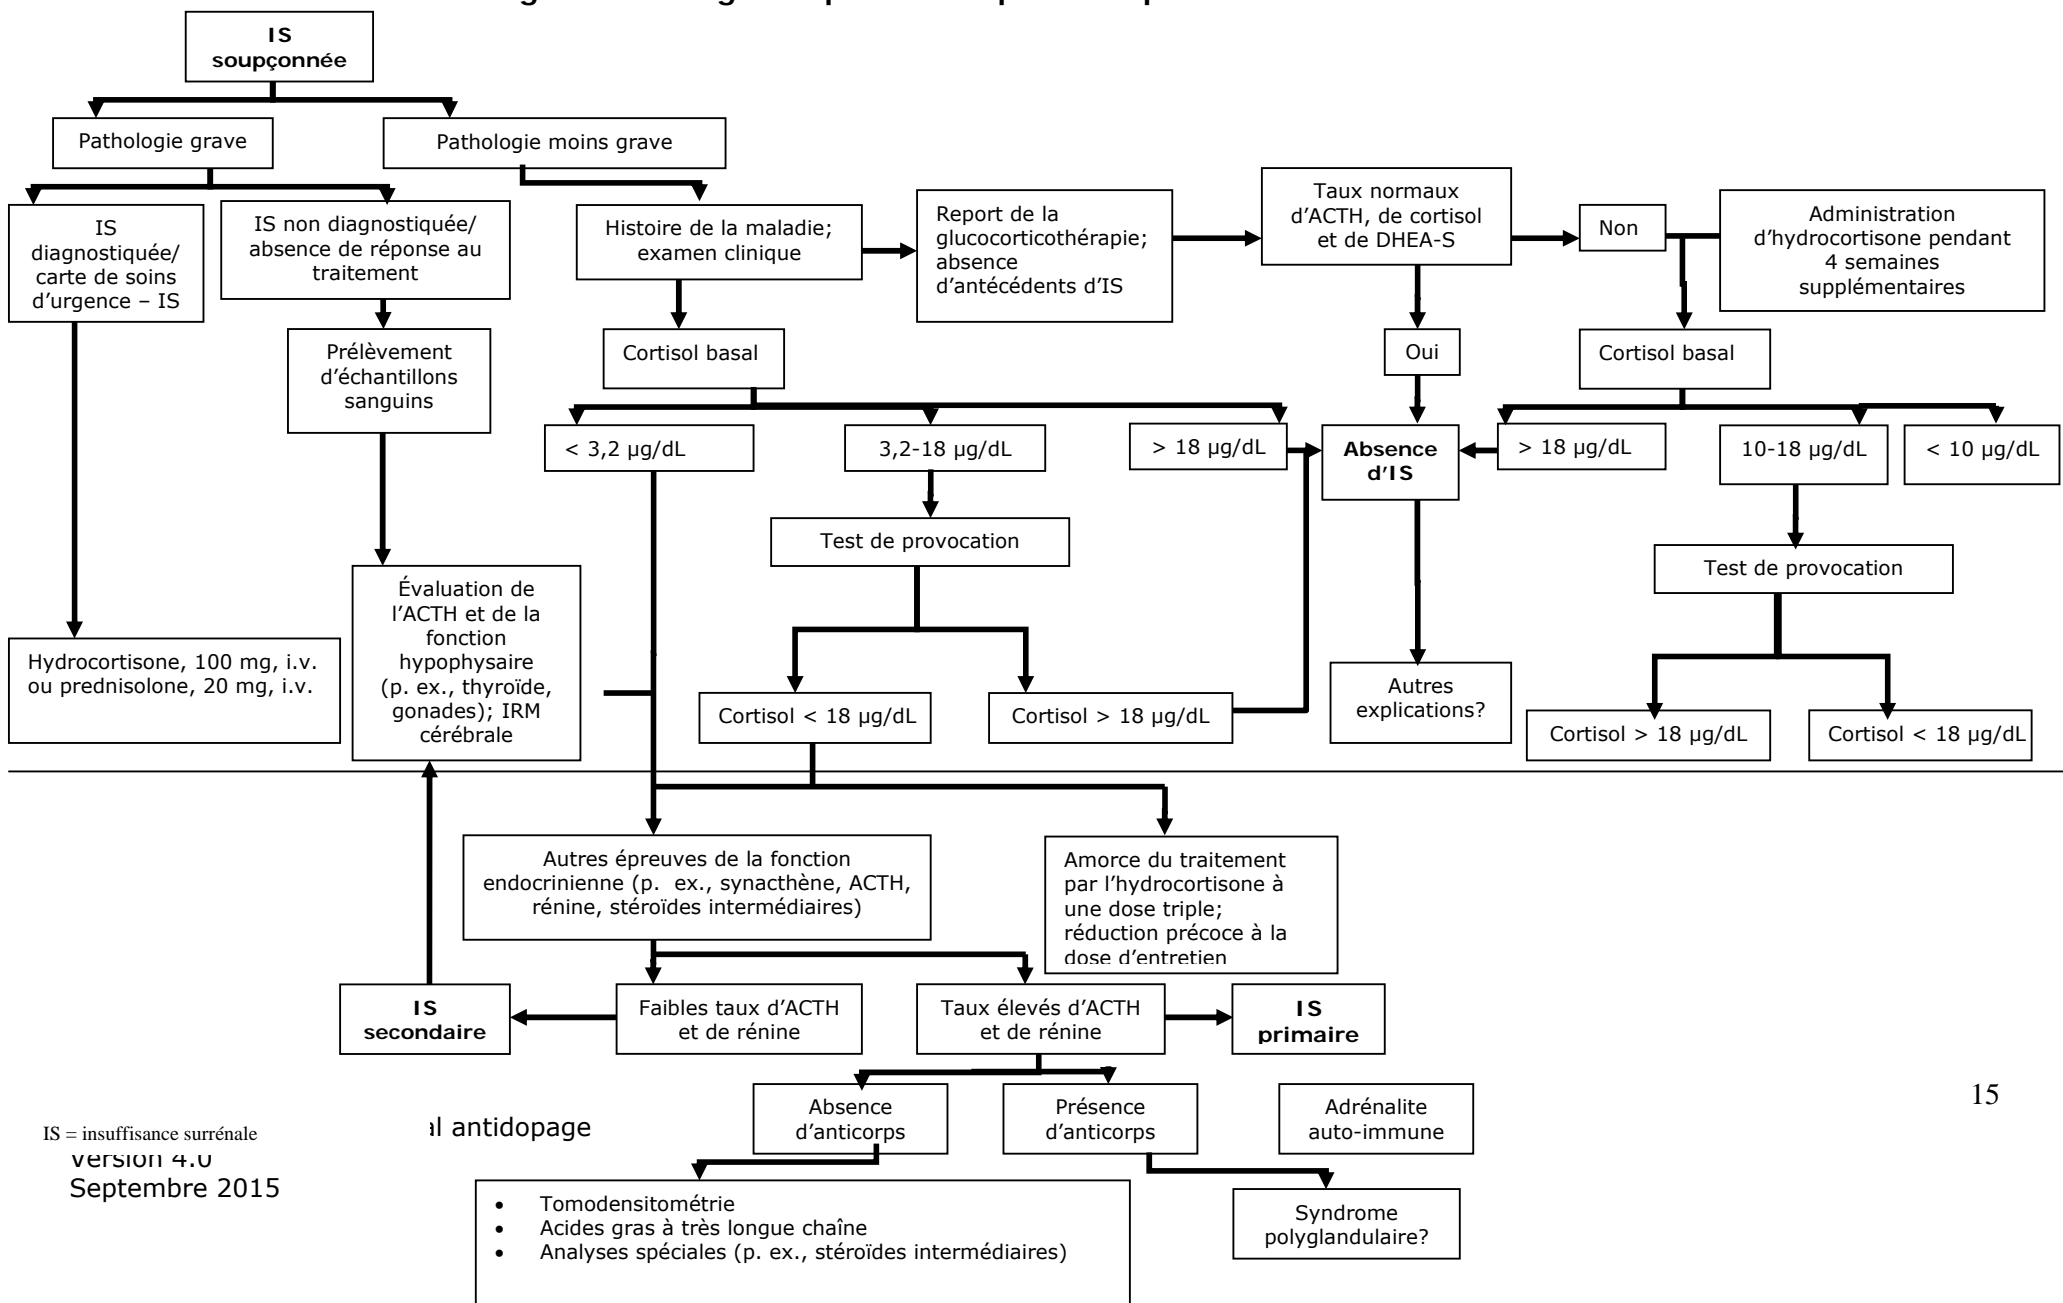 IS
soupçonnée
Pathologie grave
Pathologie moins grave
IS
diagnostiquée/
carte de soins
d'urgence – IS
IS non diagnostiquée/
absence de réponse au
traitement
Histoire de la maladie;
examen clinique
Report de la
glucocorticothérapie;
absence
d'antécédents d'IS
Taux normaux
d'ACTH, de cortisol
et de DHEA-S
Non
Administration
d'hydrocortisone pendant
4 semaines
supplémentaires
Prélèvement
d'échantillons
sanguins
Cortisol basal
Oui
Cortisol basal
< 3,2 µg/dL
3,2-18 µg/dL
> 18 µg/dL
Absence
d'IS
> 18 µg/dL
10-18 µg/dL
< 10 µg/dL
Test de provocation
Test de provocation
Évaluation de
l'ACTH et de la
fonction
hypophysaire
(p. ex., thyroïde,
gonades); IRM
cérébrale
Hydrocortisone, 100 mg, i.v.
ou prednisolone, 20 mg, i.v.
Cortisol < 18 µg/dL
Cortisol > 18 µg/dL
Autres
explications?
Cortisol > 18 µg/dL
Cortisol < 18 µg/dL
Autres épreuves de la fonction
endocrinienne (p. ex., synacthène, ACTH,
rénine, stéroïdes intermédiaires)
Amorce du traitement
par l'hydrocortisone à
une dose triple;
réduction précoce à la
dose d'entretien
IS
secondaire
Faibles taux d'ACTH
et de rénine
Taux élevés d'ACTH
et de rénine
IS
primaire
Absence
d'anticorps
Présence
d'anticorps
Adrénalite
auto-immune
15
IS = insuffisance surrénale
antidopage
Version 4.0
Septembre 2015
• Tomodensitométrie
• Acides gras à très longue chaîne
• Analyses spéciales (p. ex., stéroïdes intermédiaires)
Syndrome
polyglandulaire?